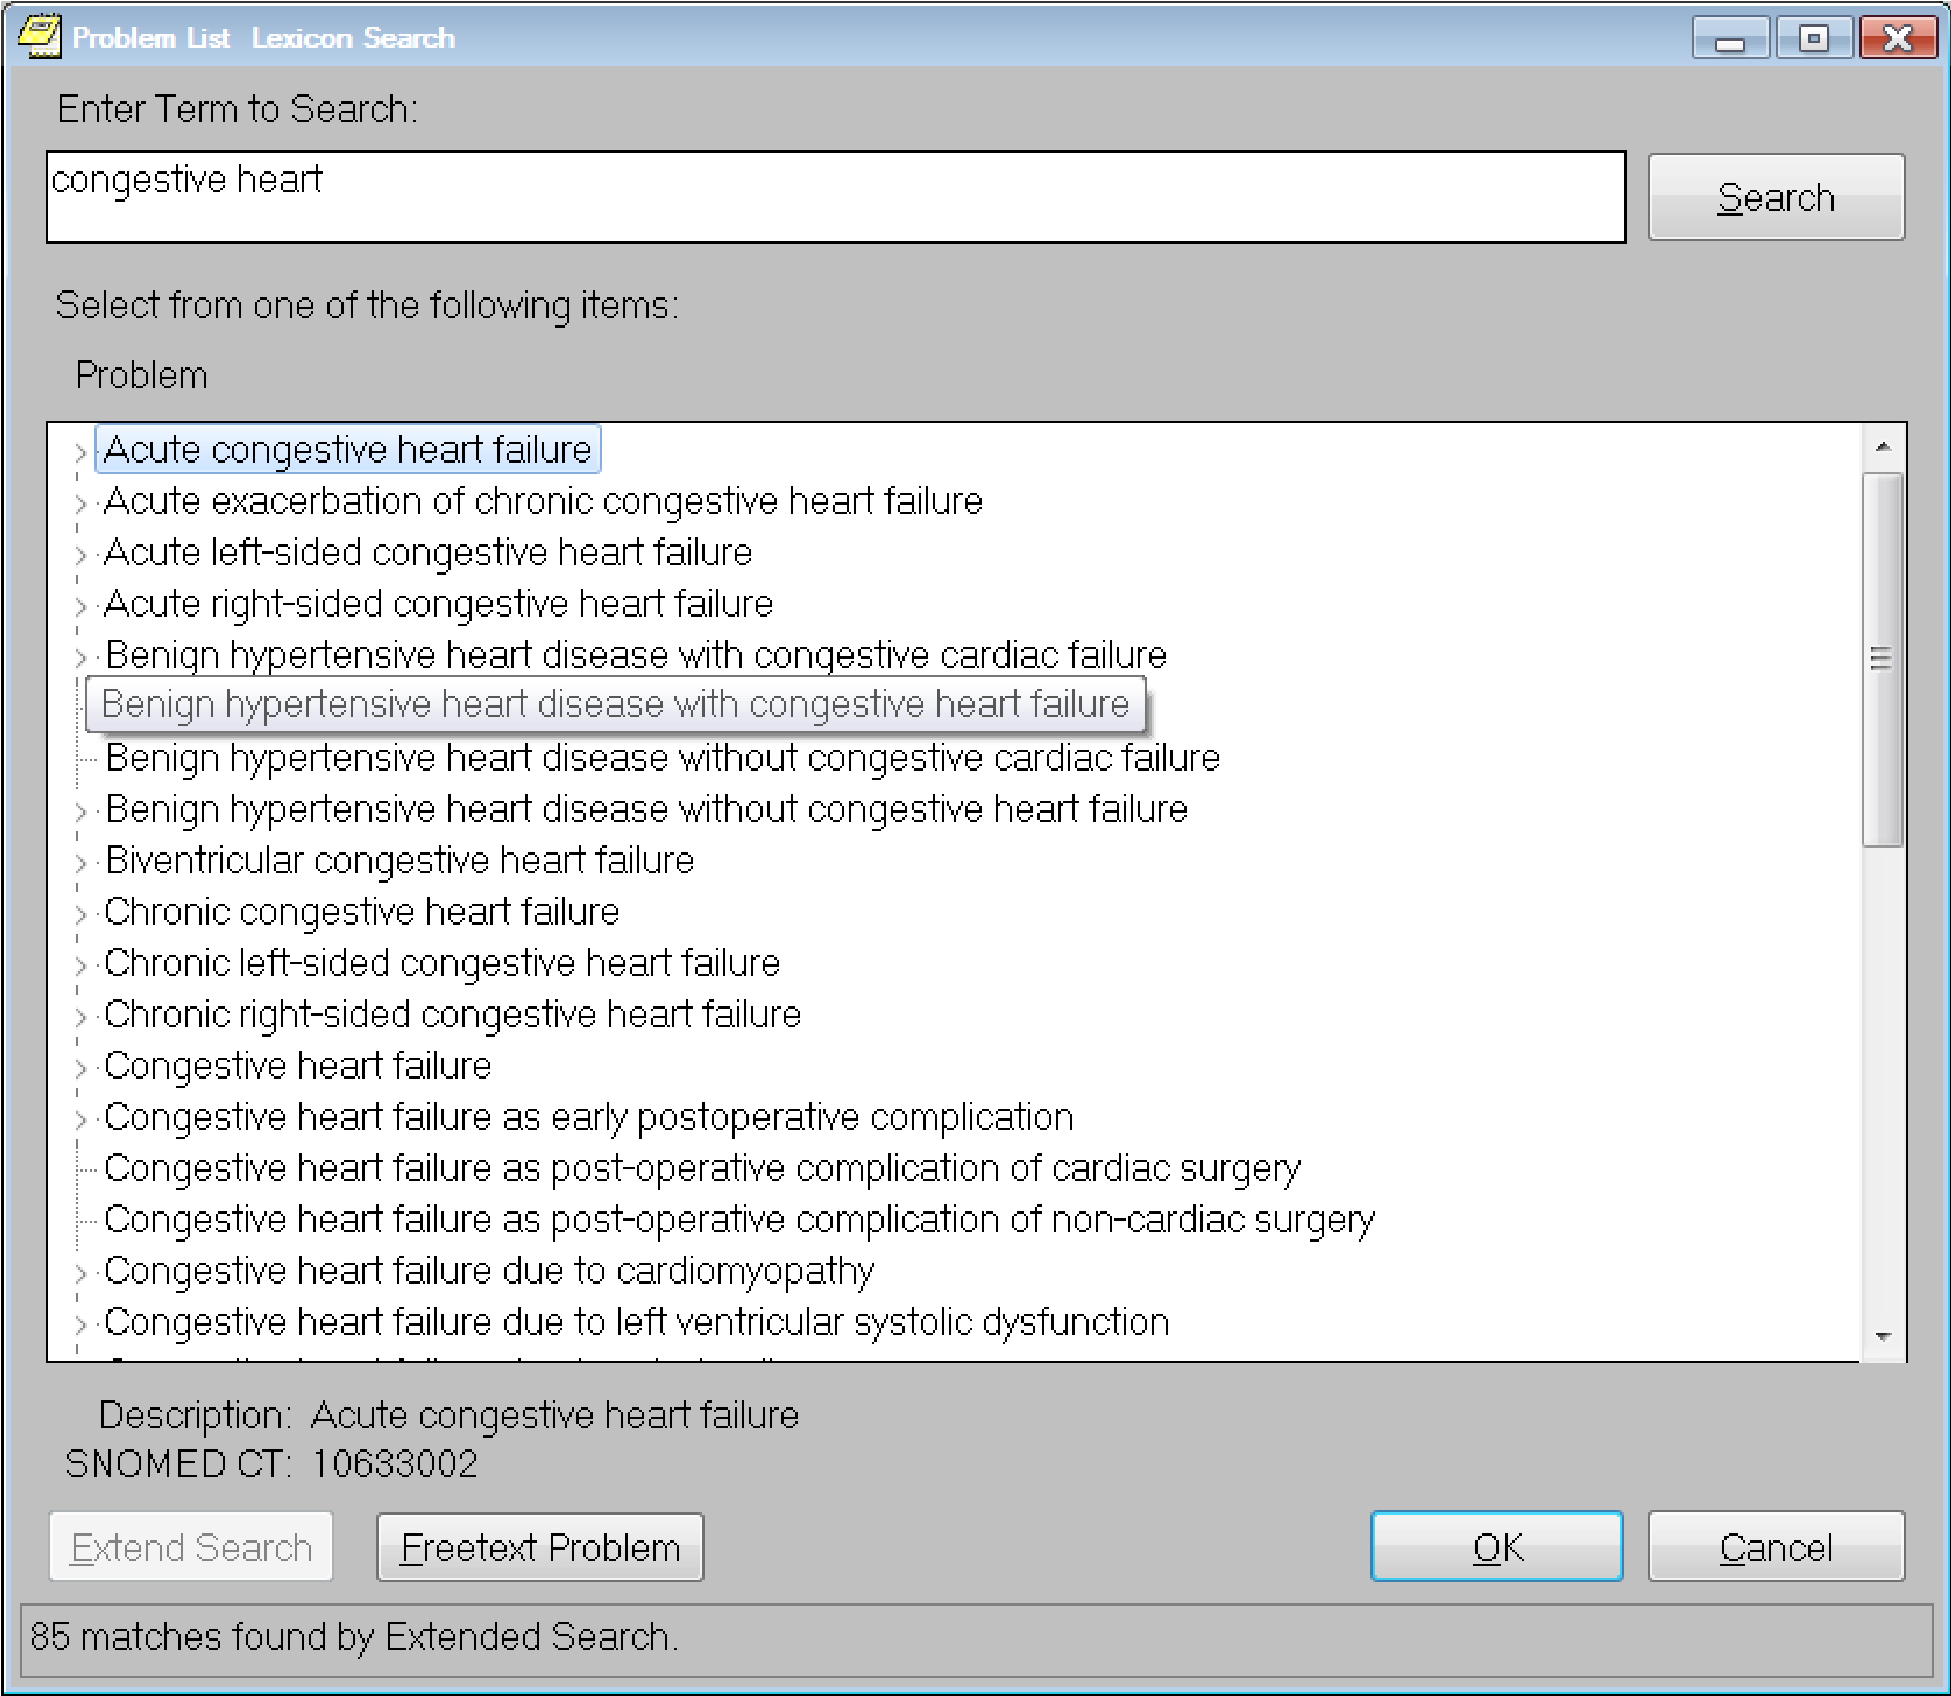 Problem List  Lexicon Search
Enter Term to Search:
congestive heart
Search
Select from one of the following items:
Problem
Acute congestive heart failure
Acute exacerbation of chronic congestive heart failure
Acute left-sided congestive heart failure
Acute right-sided congestive heart failure
Benign hypertensive heart disease with congestive cardiac failure
Benign hypertensive heart disease with congestive heart failure
Benign hypertensive heart disease without congestive cardiac failure
Benign hypertensive heart disease without congestive heart failure
Biventricular congestive heart failure
Chronic congestive heart failure
Chronic left-sided congestive heart failure
Chronic right-sided congestive heart failure
Congestive heart failure
Congestive heart failure as early postoperative complication
Congestive heart failure as post-operative complication of cardiac surgery
Congestive heart failure as post-operative complication of non-cardiac surgery
Congestive heart failure due to cardiomyopathy
Congestive heart failure due to left ventricular systolic dysfunction
Description: Acute congestive heart failure
SNOMED CT: 10633002
Extend Search
Freetext Problem
OK
Cancel
85 matches found by Extended Search.